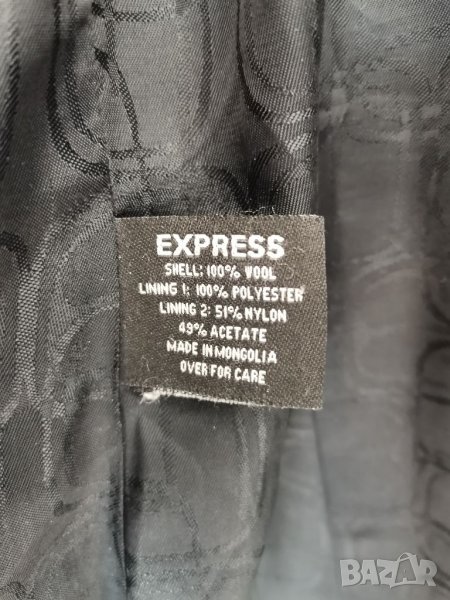 EXPRESS
SHELL: 100% WOOL
LINING 1: 100% POLYESTER
LINING 2: 51% NYLON
49% ACETATE
MADE IN MONGOLIA
OVER FOR CARE
BAZAR